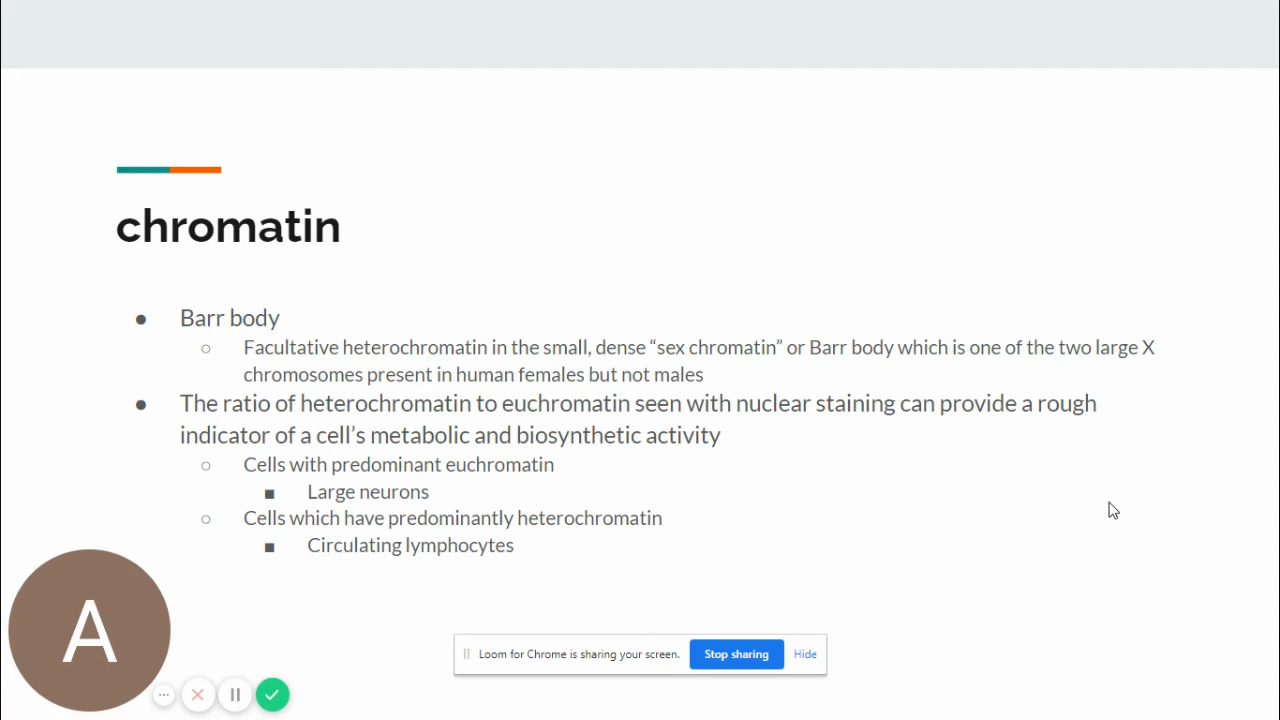 chromatin
● Barr body
○ Facultative heterochromatin in the small, dense “sex chromatin” or Barr body which is one of the two large X
chromosomes present in human females but not males
● The ratio of heterochromatin to euchromatin seen with nuclear staining can provide a rough
indicator of a cell’s metabolic and biosynthetic activity
○ Cells with predominant euchromatin
■ Large neurons
○ Cells which have predominantly heterochromatin
■ Circulating lymphocytes
A
Loom for Chrome is sharing your screen. Stop sharing Hide